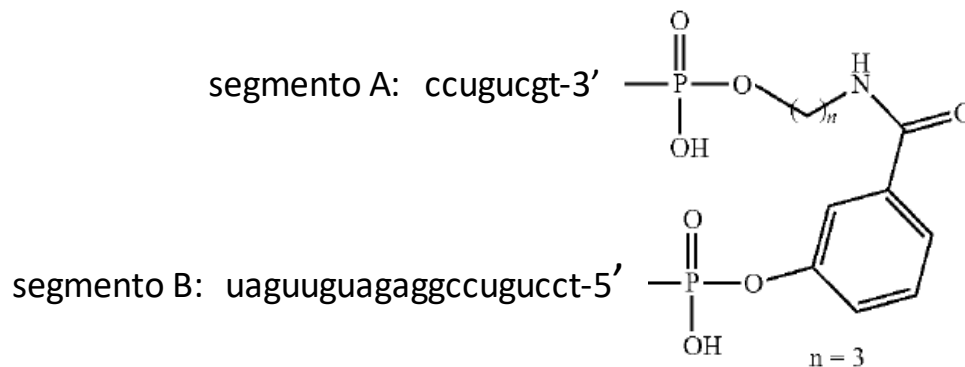 O
H
segmento A: ccugucgt-3’ P O N
( )n
OH O
O
segmento B: uaguuguagaggccugucct-5’ P O
OH
n = 3